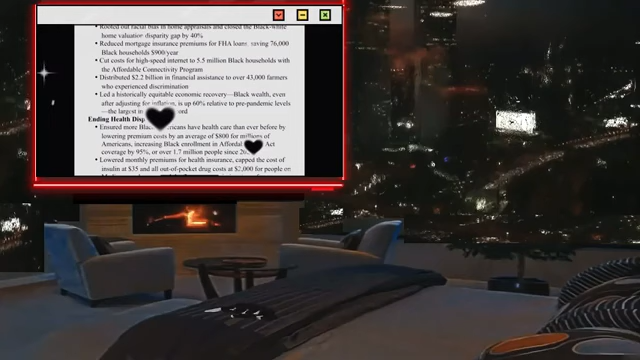 • Rooted out racial bias in home appraisals and closed the Black-white
home valuation disparity gap by 40%
• Reduced mortgage insurance premiums for FHA loans saving 76,000
Black households $900/year
• Cut costs for high-speed internet to 5.5 million Black households with
the Affordable Connectivity Program
• Distributed $2.2 billion in financial assistance to over 43,000 farmers
who experienced discrimination
• Led a historically equitable economic recovery—Black wealth, even
after adjusting for inflation, is up 60% relative to pre-pandemic levels
—the largest in
Ending Health
• Ensured more have health care than ever before by
lowering premium costs by an average of $800 for millions of
Americans, increasing Black enrollment in Act
coverage by 95%, or over 1.7 million people since
• Lowered monthly premiums for health insurance, capped the cost of
insulin at $35 and all out-of-pocket drug costs at $2,000 for people on